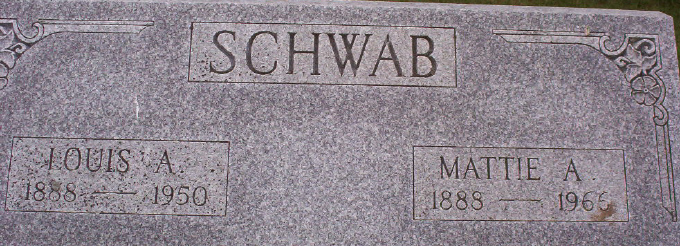 SCHWAB
LOUIS A.
1888 — 1950
MATTIE A.
1888 — 1966